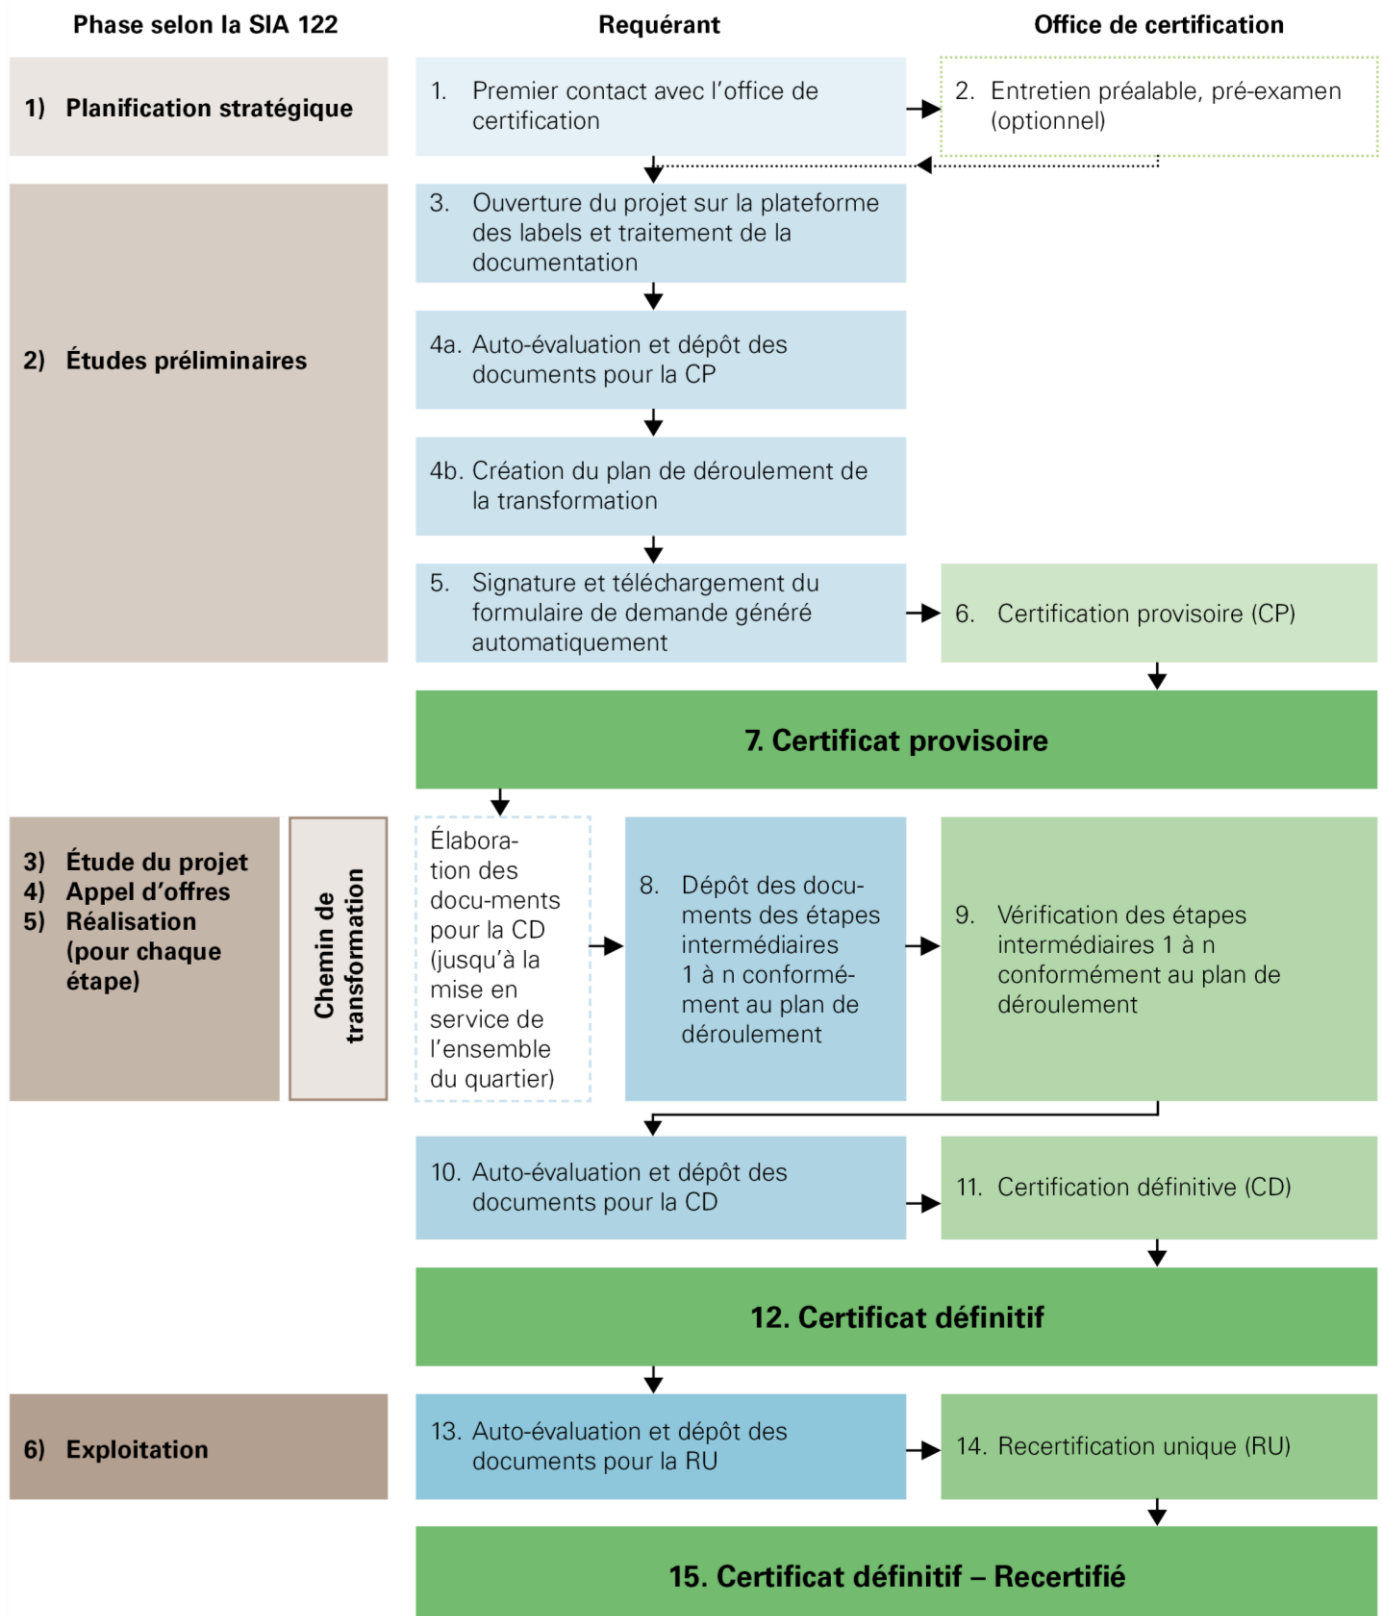 Phase selon la SIA 122
Requérant
Office de certification
1) Planification stratégique
1. Premier contact avec l’office de
certification
2. Entretien préalable, pré-examen
(optionnel)
2) Études préliminaires
3. Ouverture du projet sur la plateforme
des labels et traitement de la
documentation
4a. Auto-évaluation et dépôt des
documents pour la CP
4b. Création du plan de déroulement de
la transformation
5. Signature et téléchargement du
formulaire de demande généré
automatiquement
6. Certification provisoire (CP)
7. Certificat provisoire
3) Étude du projet
4) Appel d’offres
5) Réalisation
(pour chaque
étape)
Chemin de
transformation
Élabora-
tion des
docu-ments
pour la CD
(jusqu’à la
mise en
service de
l’ensemble
du quartier)
8. Dépôt des docu-
ments des étapes
intermédiaires
1 à n conformé-
ment au plan de
déroulement
9. Vérification des étapes
intermédiaires 1 à n
conformément au plan de
déroulement
10. Auto-évaluation et dépôt des
documents pour la CD
11. Certification définitive (CD)
12. Certificat définitif
6) Exploitation
13. Auto-évaluation et dépôt des
documents pour la RU
14. Recertification unique (RU)
15. Certificat définitif – Recertifié